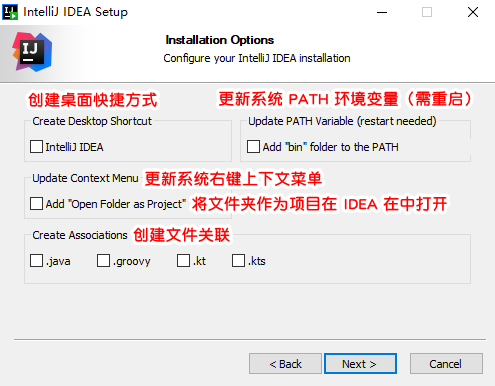 IntelliJ IDEA Setup
IJ
Installation Options
Configure your IntelliJ IDEA installation
创建桌面快捷方式
更新系统 PATH 环境变量（需重启）
Create Desktop Shortcut
Update PATH Variable (restart needed)
IntelliJ IDEA
Add "bin" folder to the PATH
Update Context Menu
更新系统右键上下文菜单
Add "Open Folder as Project"
将文件夹作为项目在 IDEA 在中打开
Create Associations
创建文件关联
.java
.groovy
.kt
.kts
< Back
Next >
Cancel